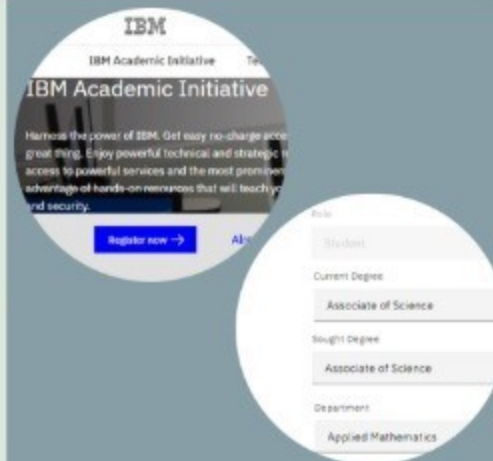 IBM
IBM Academic Initiative
IBM Academic Initiative
Harness the power of IBM. Get easy no-charge
great thing. Enjoy powerful technical and strategic
access to powerful services and the most
advantage of hands-on resources that will teach
and security.
Register now →
Role
Student
Current Degree
Associate of Science
Sought Degree
Associate of Science
Department
Applied Mathematics